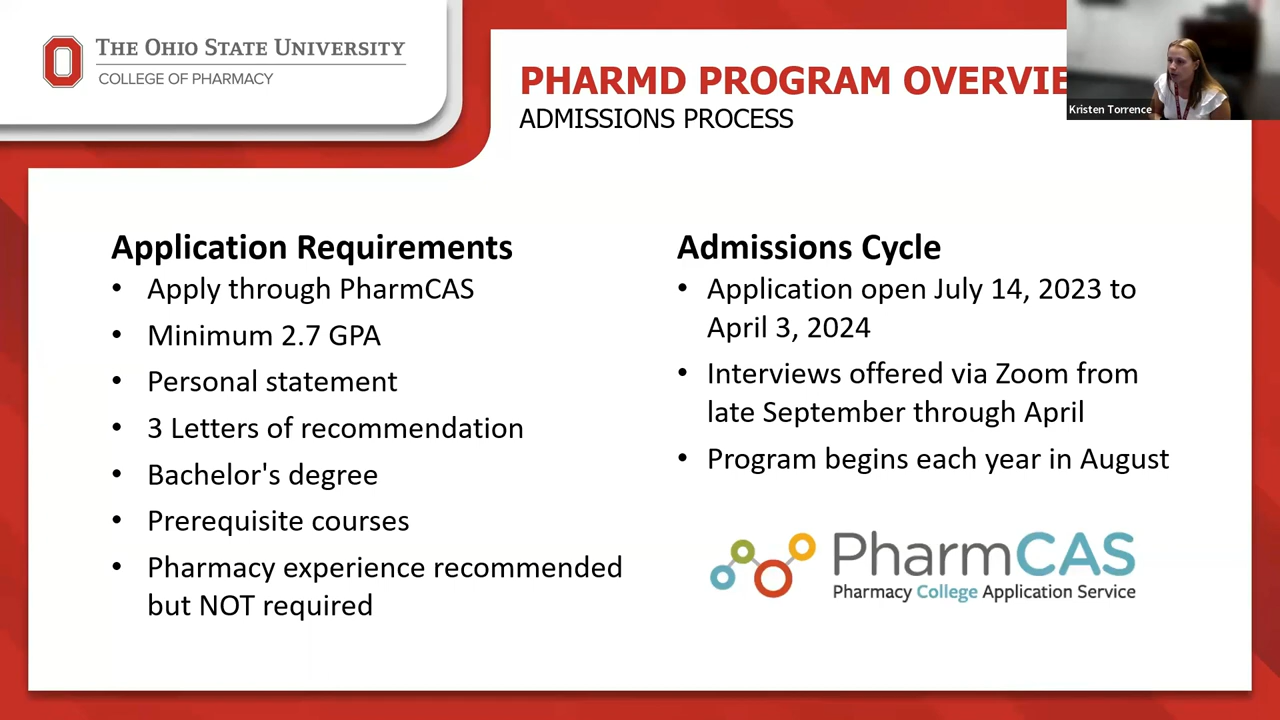 THE OHIO STATE UNIVERSITY
COLLEGE OF PHARMACY
PHARMD PROGRAM
ADMISSIONS PROCESS
Kristen Torrence
Application Requirements
• Apply through PharmCAS
• Minimum 2.7 GPA
• Personal statement
• 3 Letters of recommendation
• Bachelor's degree
• Prerequisite courses
• Pharmacy experience recommended
but NOT required
Admissions Cycle
• Application open July 14, 2023 to
April 3, 2024
• Interviews offered via Zoom from
late September through April
• Program begins each year in August
PharmCAS
Pharmacy College Application Service